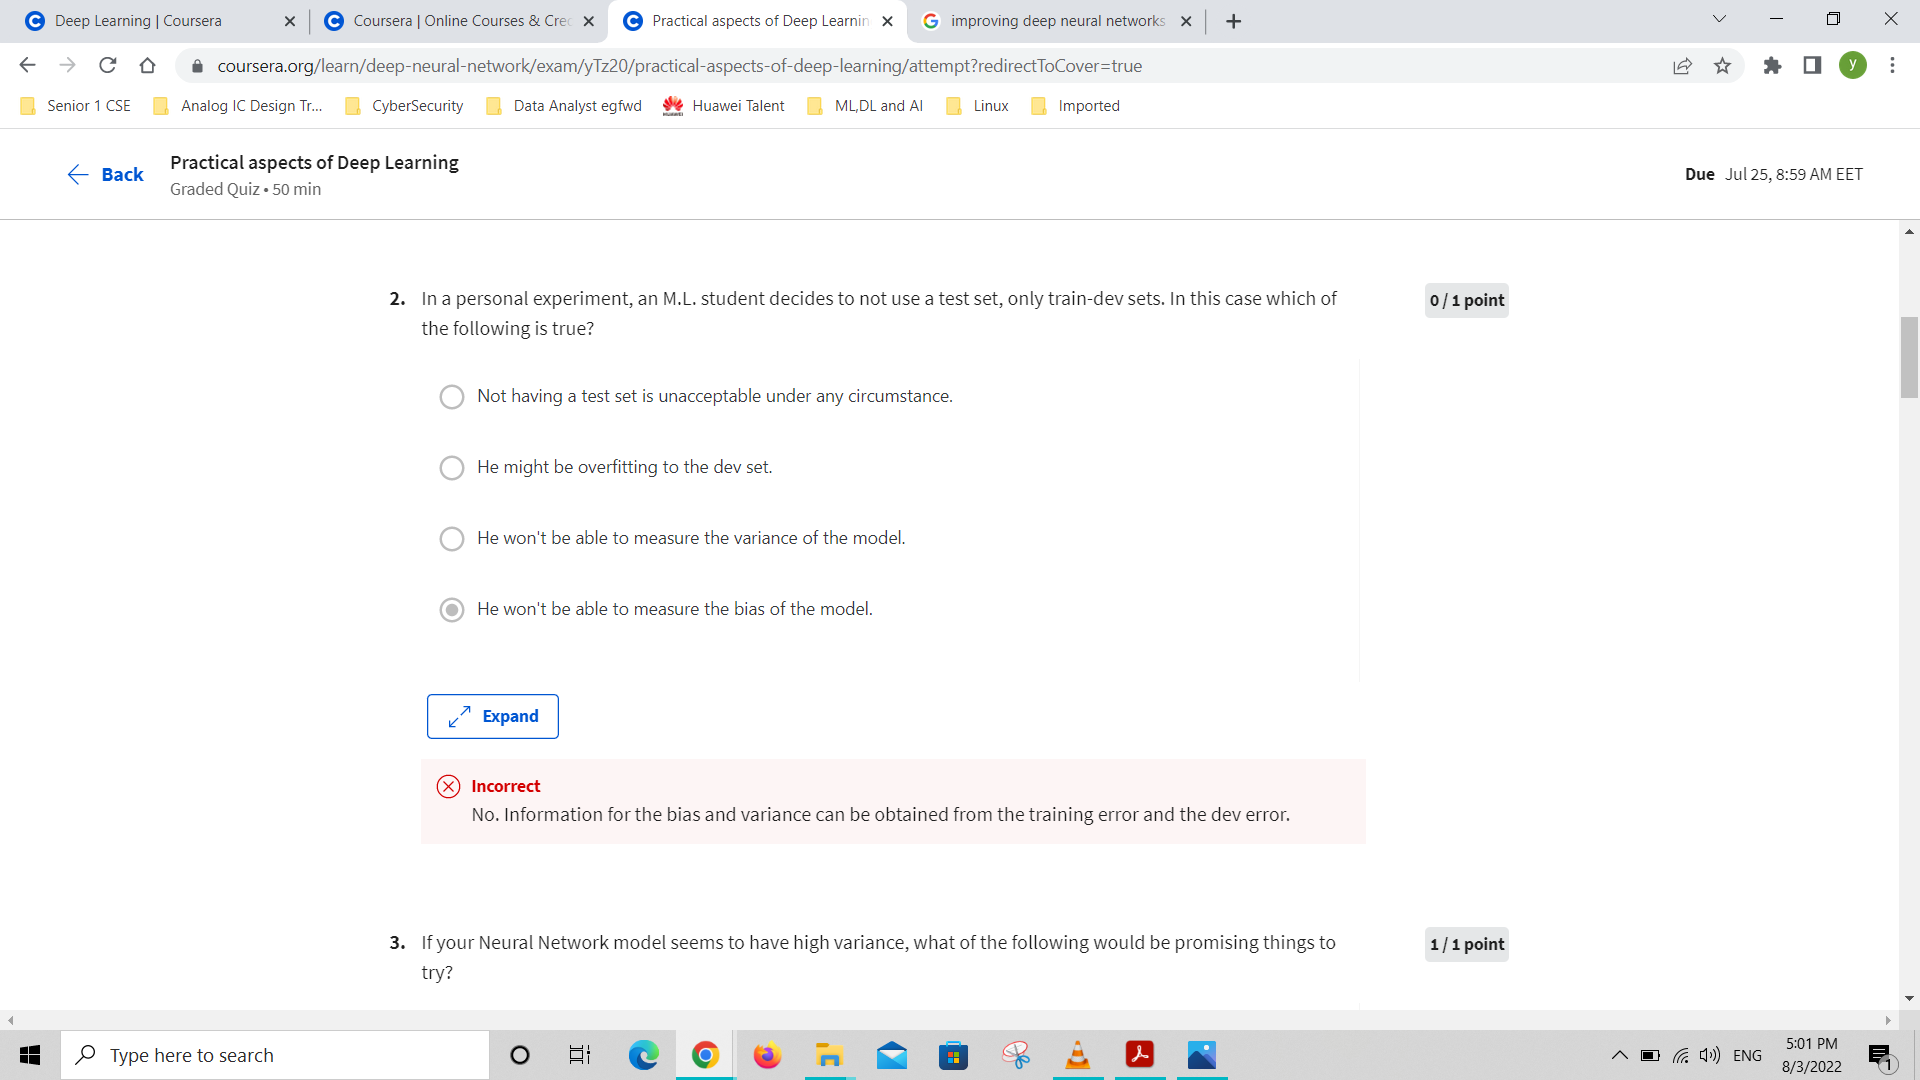 Deep Learning | Coursera
Coursera | Online Courses & Cre
Practical aspects of Deep Learnin
improving deep neural networks
coursera.org/learn/deep-neural-network/exam/yTz20/practical-aspects-of-deep-learning/attempt?redirectToCover=true
y
Senior 1 CSE
Analog IC Design Tr...
CyberSecurity
Data Analyst egfwd
HUAWEI
Huawei Talent
ML,DL and AI
Linux
Imported
Back
Practical aspects of Deep Learning
Graded Quiz • 50 min
Due Jul 25, 8:59 AM EET
2. In a personal experiment, an M.L. student decides to not use a test set, only train-dev sets. In this case which of
the following is true?
0 / 1 point
Not having a test set is unacceptable under any circumstance.
He might be overfitting to the dev set.
He won't be able to measure the variance of the model.
He won't be able to measure the bias of the model.
Expand
Incorrect
No. Information for the bias and variance can be obtained from the training error and the dev error.
3. If your Neural Network model seems to have high variance, what of the following would be promising things to
try?
1 / 1 point
Type here to search
ENG
5:01 PM
8/3/2022
1